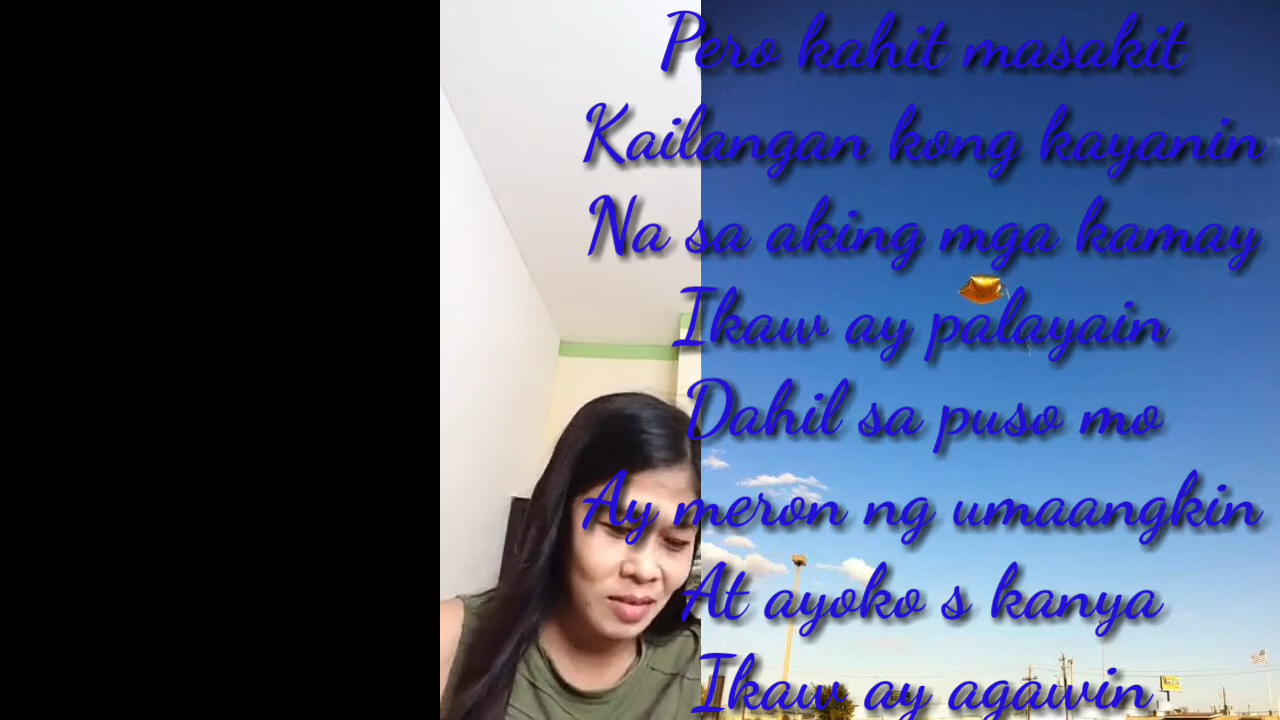 Pero kahit masakit
Kailangan kong kayanin
Na sa aking mga kamay
Ikaw ay palayain
Dahil sa puso mo
Ay meron ng umaangkin
At ayoko s kanya
Ikaw ay agawin